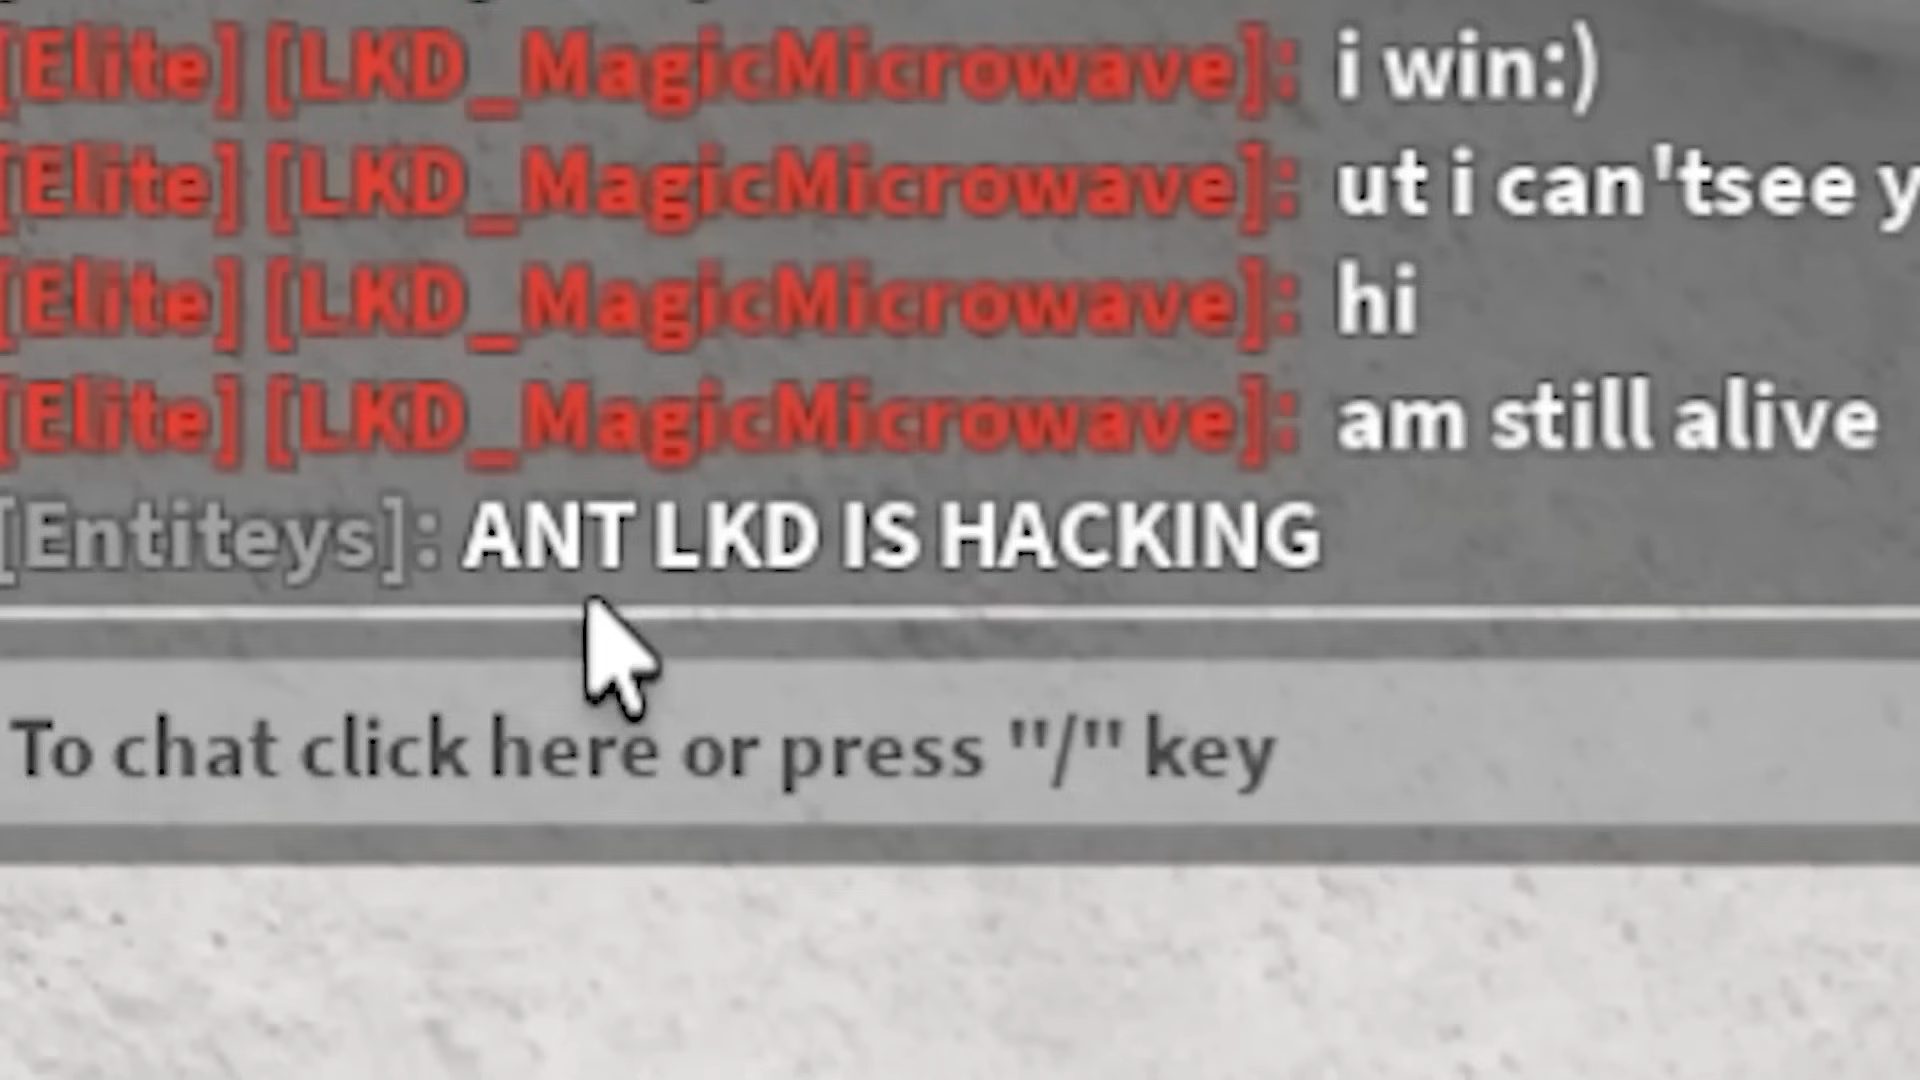 [Elite] [LKD_MagicMicrowave]: i win:)
[Elite] [LKD_MagicMicrowave]: ut i can'tsee y
[Elite] [LKD_MagicMicrowave]: hi
[Elite] [LKD_MagicMicrowave]: am still alive
[Entiteys]: ANT LKD IS HACKING
To chat click here or press "/" key